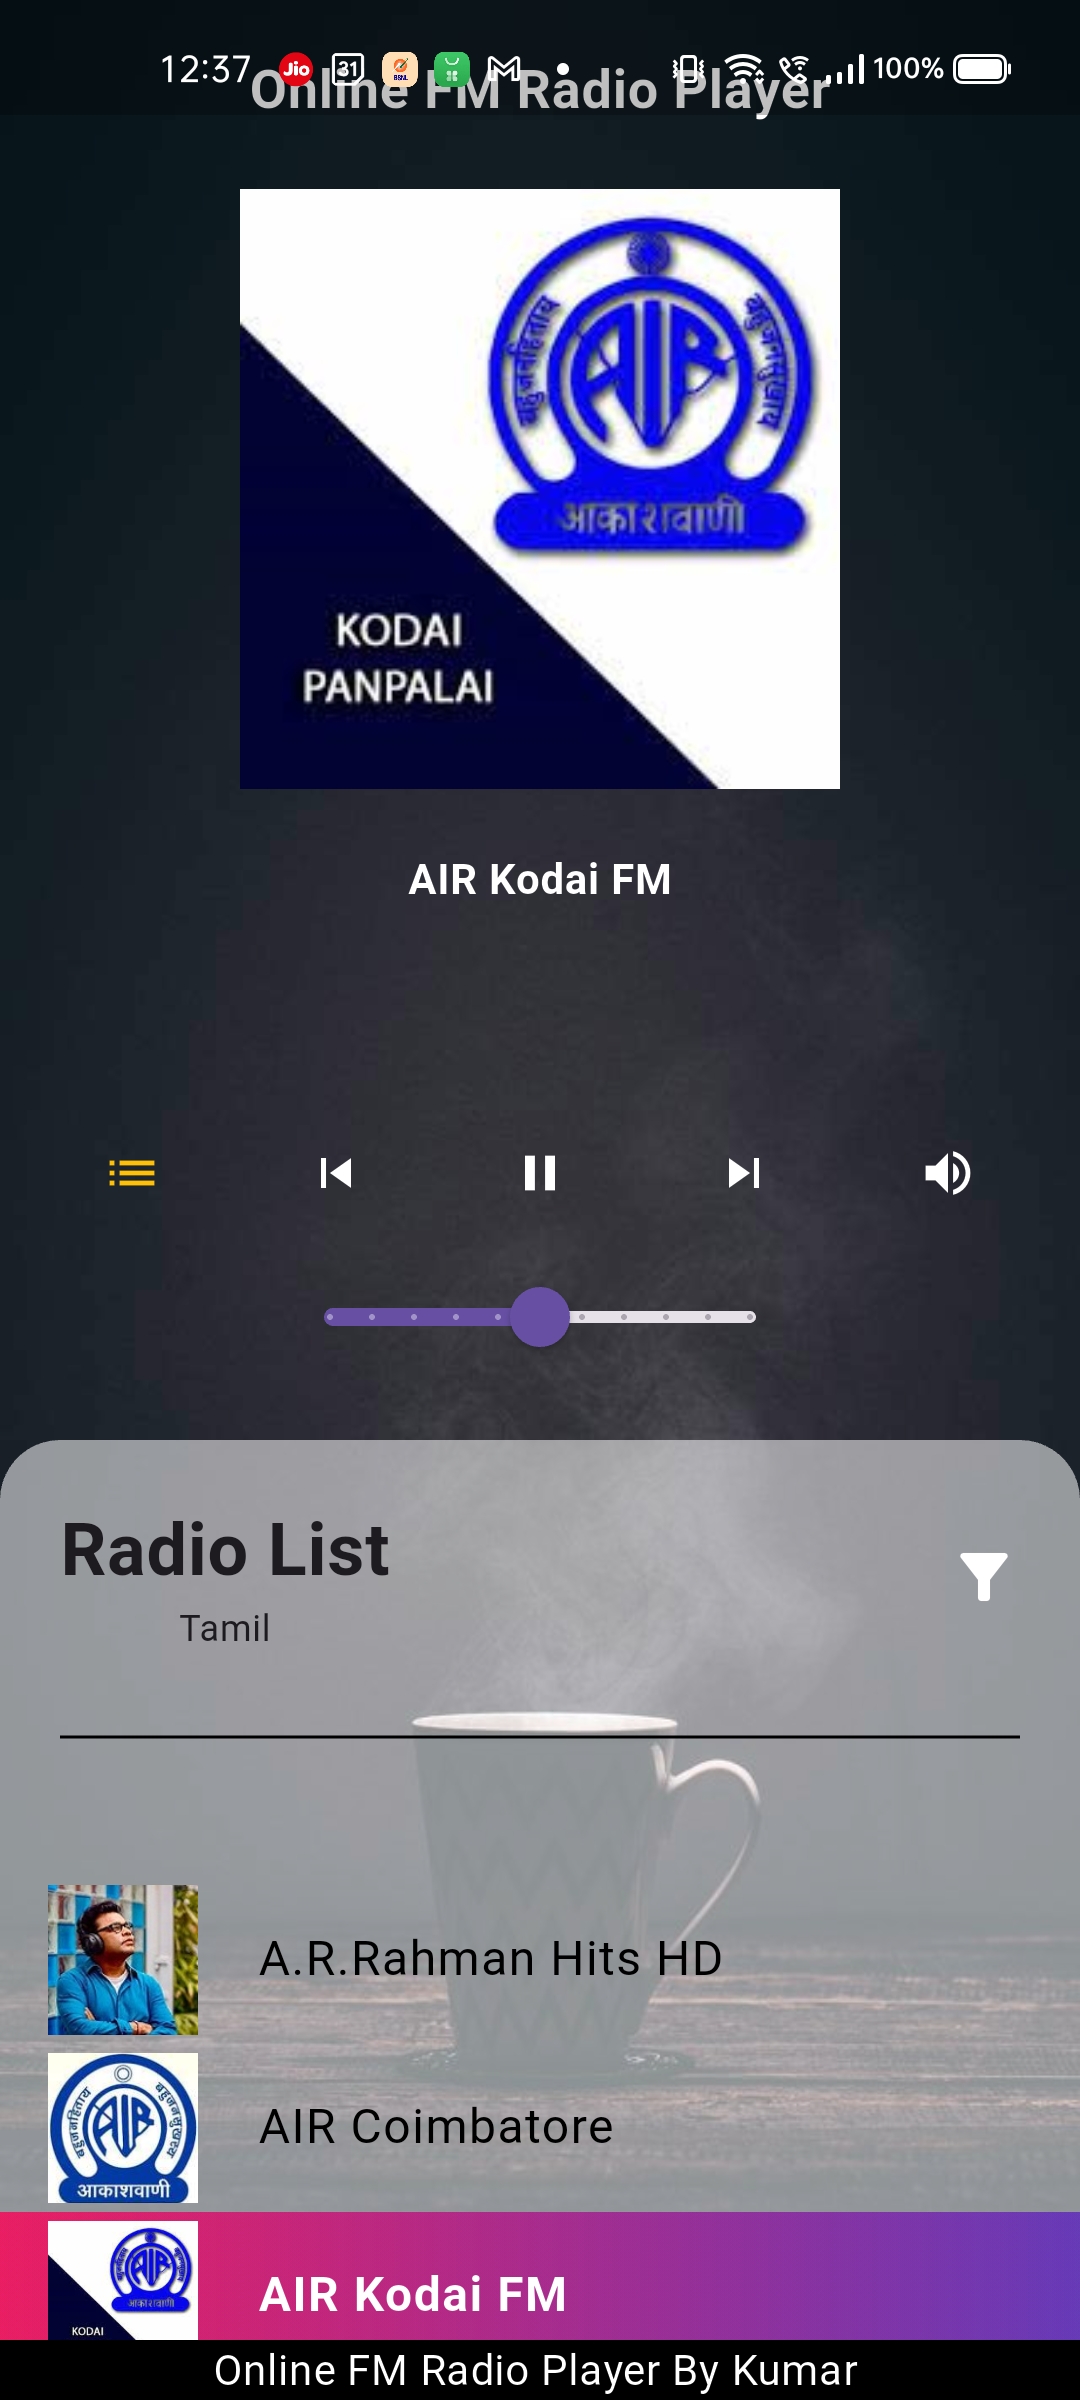 12:37 Jio 31 BSNL 100%
Online FM Radio Player
बहुजनहिताय बहुजनसुखाय
AIR
आकाशवाणी
KODAI
PANPALAI
AIR Kodai FM
Radio List
Tamil
A.R.Rahman Hits HD
बहुजनहिताय बहुजनसुखाय
AIR
आकाशवाणी
AIR Coimbatore
AIR
आकाशवाणी
KODAI
AIR Kodai FM
Online FM Radio Player By Kumar